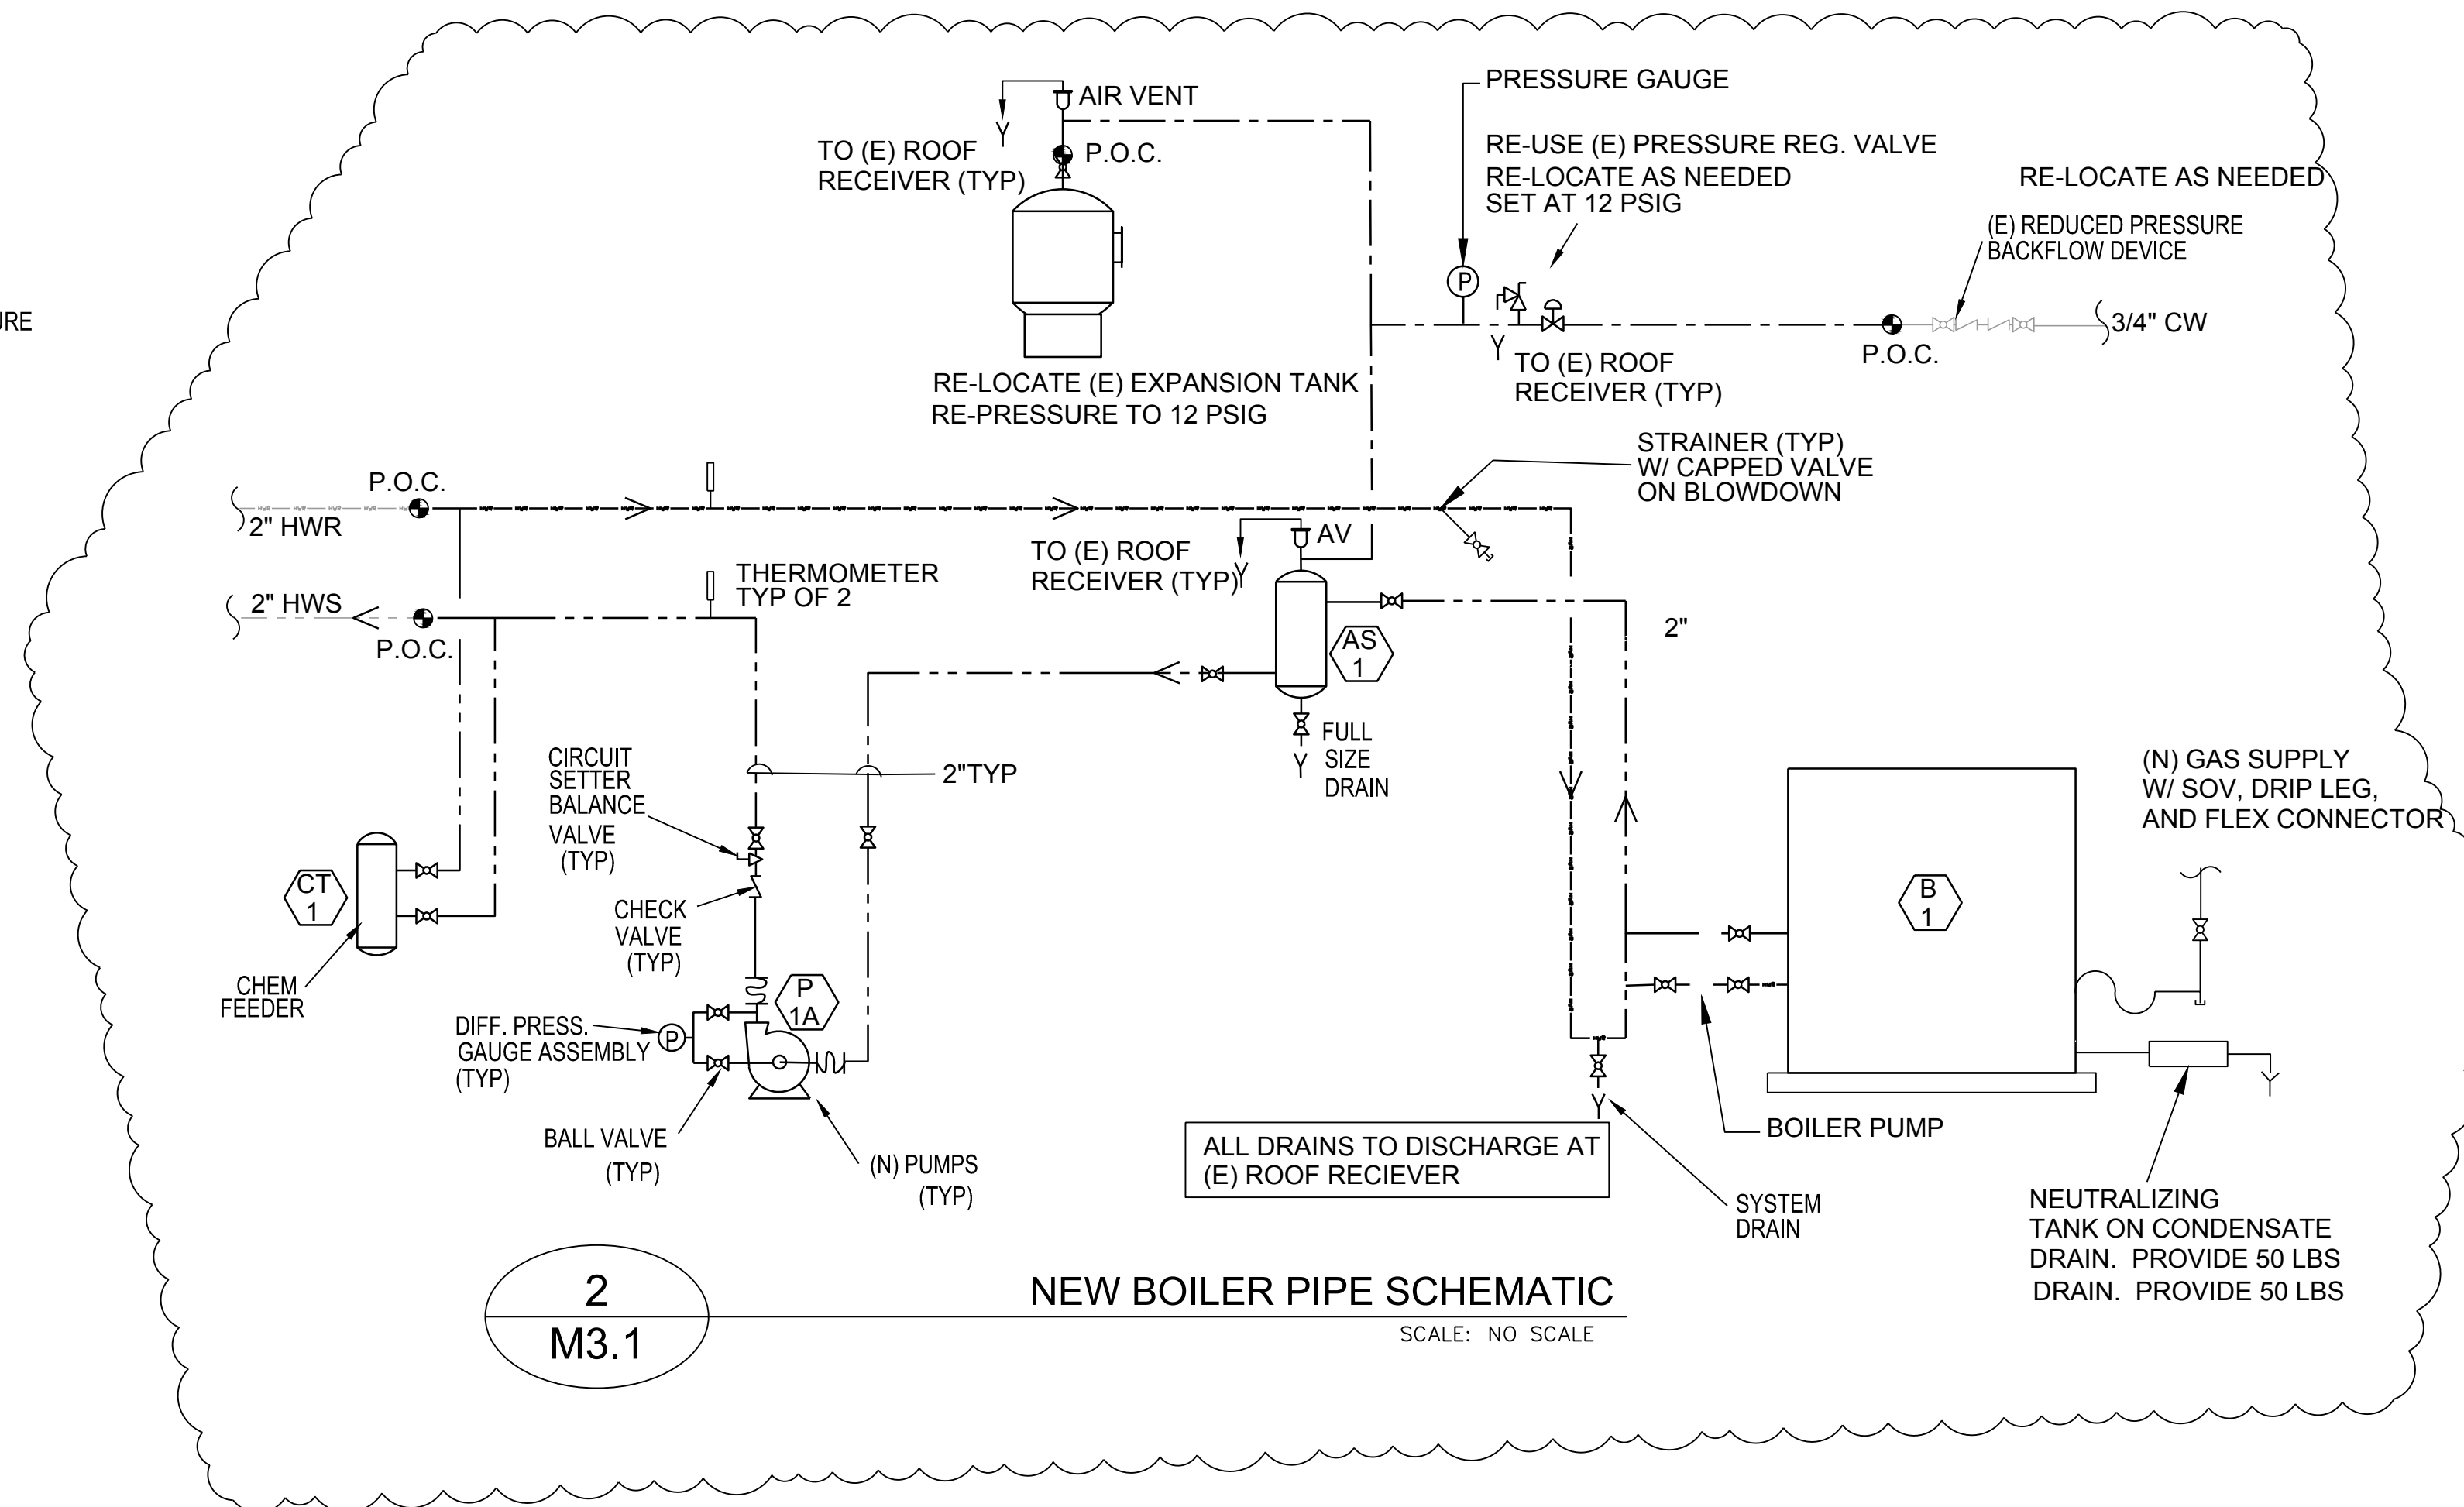 PRESSURE GAUGE
AIR VENT
TO (E) ROOF
RECEIVER (TYP)
P.O.C.
RE-USE (E) PRESSURE REG. VALVE
RE-LOCATE AS NEEDED
SET AT 12 PSIG
RE-LOCATE AS NEEDED
(E) REDUCED PRESSURE
BACKFLOW DEVICE
P
3/4" CW
P.O.C.
TO (E) ROOF
RECEIVER (TYP)
URE
RE-LOCATE (E) EXPANSION TANK
RE-PRESSURE TO 12 PSIG
STRAINER (TYP)
W/ CAPPED VALVE
ON BLOWDOWN
P.O.C.
HWR HWR HWR HWR HWR
2" HWR
AV
TO (E) ROOF
RECEIVER (TYP)
THERMOMETER
TYP OF 2
2" HWS
P.O.C.
2"
AS
1
FULL
SIZE
DRAIN
CIRCUIT
SETTER
BALANCE
VALVE
(TYP)
2"TYP
(N) GAS SUPPLY
W/ SOV, DRIP LEG,
AND FLEX CONNECTOR
CT
1
CHECK
VALVE
(TYP)
B
1
CHEM
FEEDER
P
1A
DIFF. PRESS.
GAUGE ASSEMBLY
(TYP)
P
BALL VALVE
(TYP)
(N) PUMPS
(TYP)
ALL DRAINS TO DISCHARGE AT
(E) ROOF RECIEVER
BOILER PUMP
SYSTEM
DRAIN
NEUTRALIZING
TANK ON CONDENSATE
DRAIN. PROVIDE 50 LBS
DRAIN. PROVIDE 50 LBS
2
M3.1
NEW BOILER PIPE SCHEMATIC
SCALE: NO SCALE